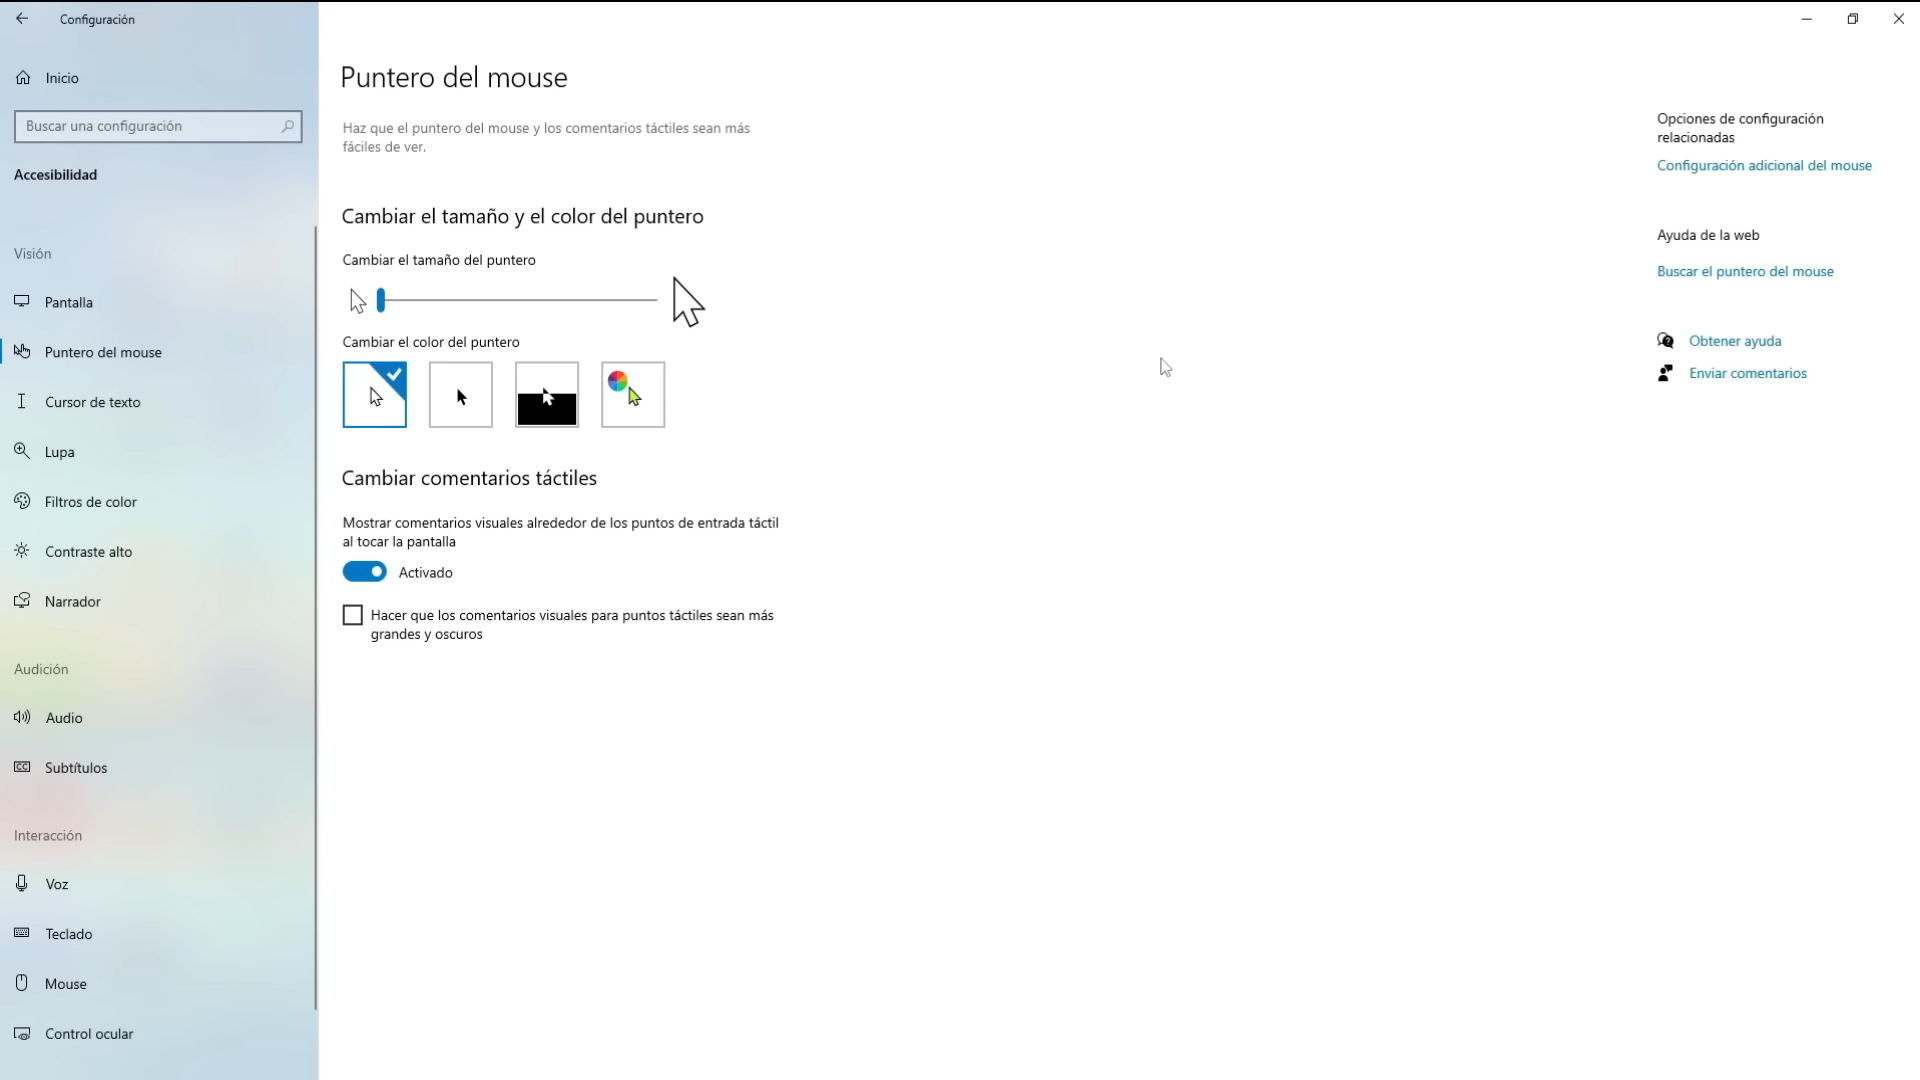 Configuración
Inicio
Buscar una configuración
Accesibilidad
Visión
Pantalla
Puntero del mouse
Cursor de texto
Lupa
Filtros de color
Contraste alto
Narrador
Audición
Audio
Subtítulos
Interacción
Voz
Teclado
Mouse
Control ocular
Puntero del mouse
Haz que el puntero del mouse y los comentarios táctiles sean más
fáciles de ver.
Cambiar el tamaño y el color del puntero
Cambiar el tamaño del puntero
Cambiar el color del puntero
Cambiar comentarios táctiles
Mostrar comentarios visuales alrededor de los puntos de entrada táctil
al tocar la pantalla
Activado
Hacer que los comentarios visuales para puntos táctiles sean más
grandes y oscuros
Opciones de configuración
relacionadas
Configuración adicional del mouse
Ayuda de la web
Buscar el puntero del mouse
Obtener ayuda
Enviar comentarios